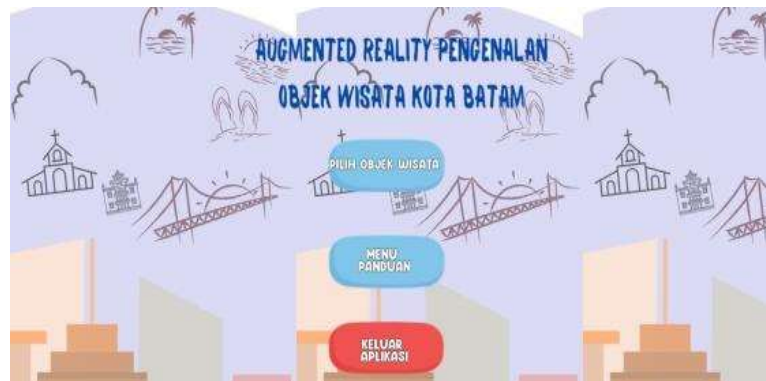 AUGMENTED REALITY PENGENALAN
OBJEK WISATA KOTA BATAM
PILIH OBJEK WISATA
MENU
PANDUAN
KELUAR
APLIKASI